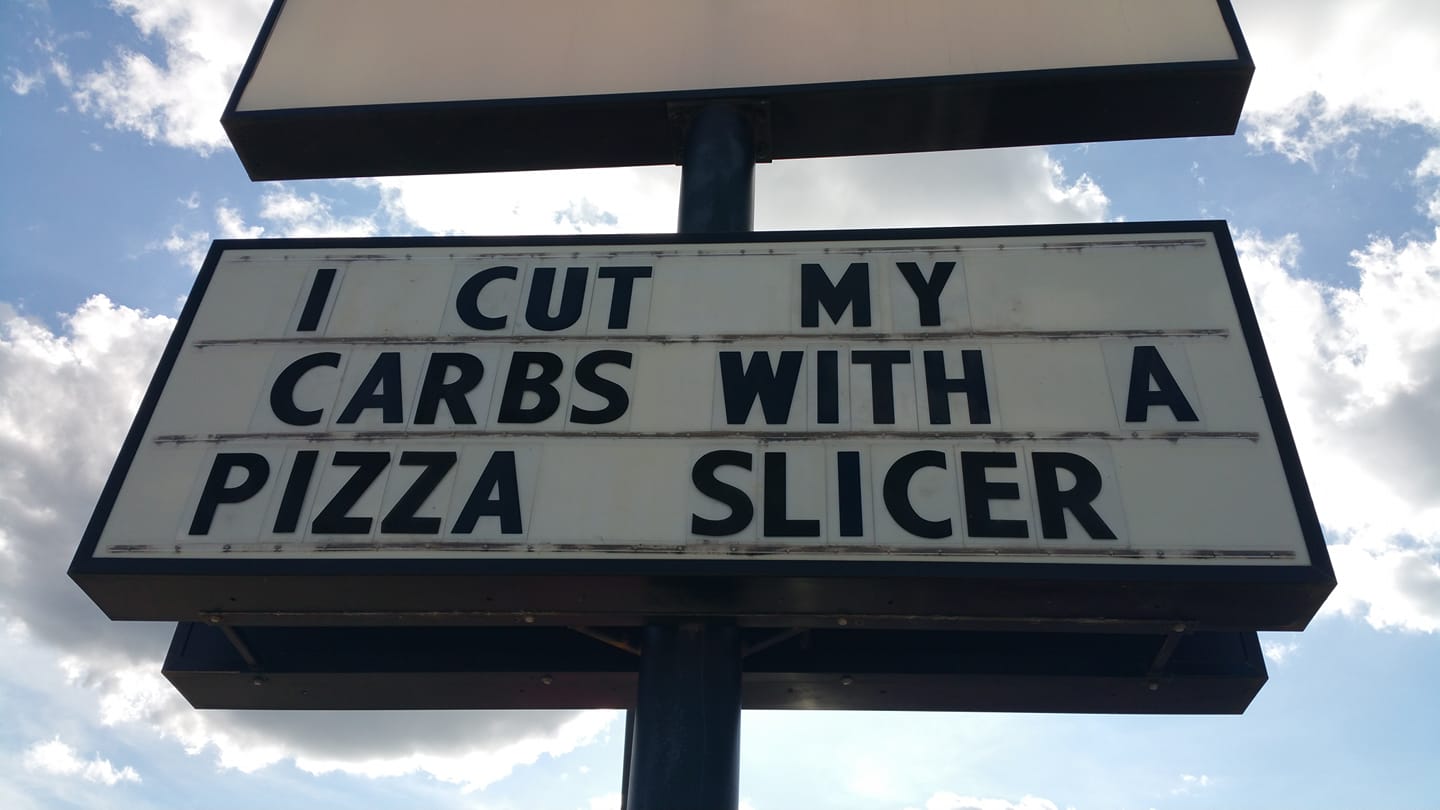 I CUT MY
CARBS WITH A
PIZZA SLICER